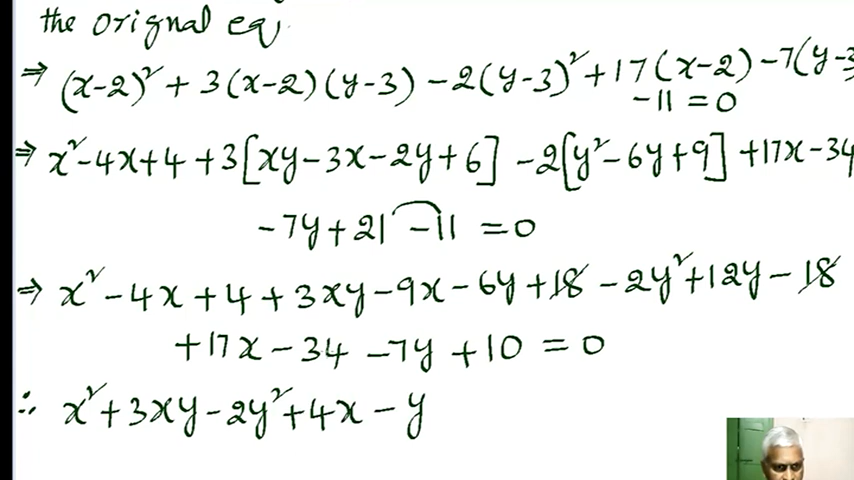 the orignal eq
⇒ (x-2)² + 3(x-2)(y-3) - 2(y-3)² + 17(x-2) - 7(y-3
- 11 = 0
⇒ x² - 4x + 4 + 3[xy - 3x - 2y + 6] - 2[y² - 6y + 9] + 17x - 34
- 7y + 21 - 11 = 0
⇒ x² - 4x + 4 + 3xy - 9x - 6y + 18 - 2y² + 12y - 18
+ 17x - 34 - 7y + 10 = 0
∴ x² + 3xy - 2y² + 4x - y